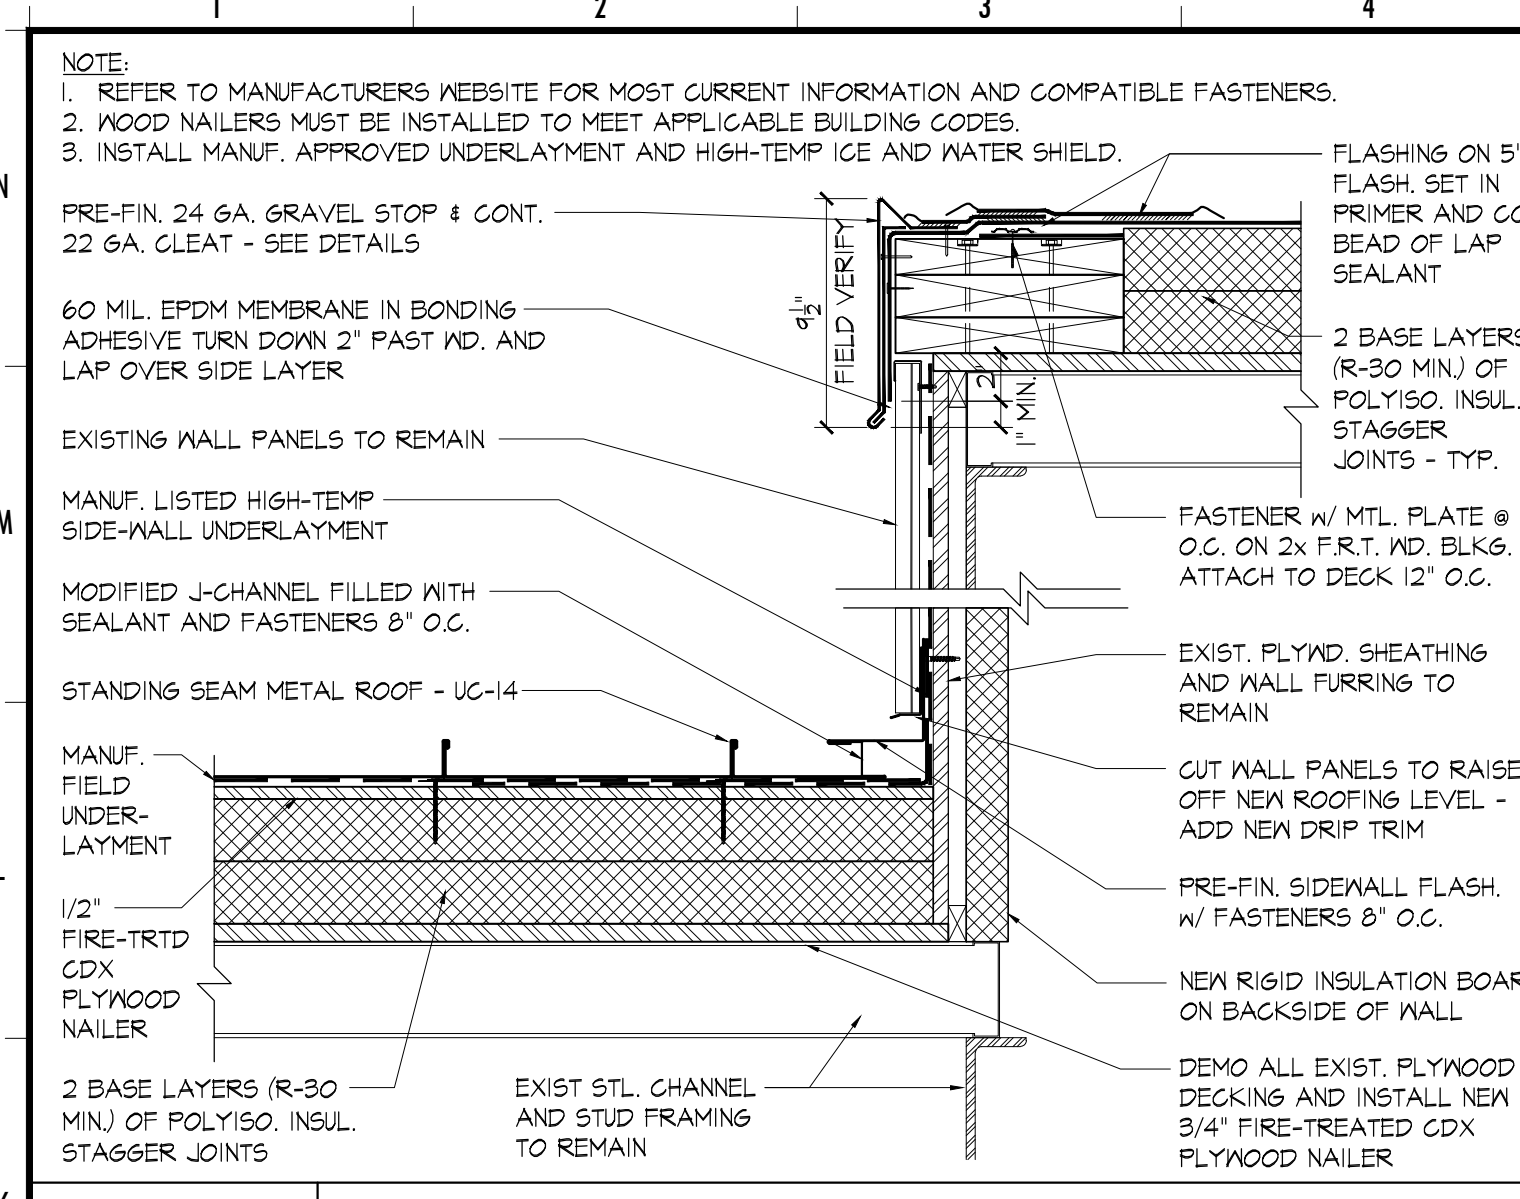 1
2
3
4
N
M
NOTE:
1. REFER TO MANUFACTURERS WEBSITE FOR MOST CURRENT INFORMATION AND COMPATIBLE FASTENERS.
2. WOOD NAILERS MUST BE INSTALLED TO MEET APPLICABLE BUILDING CODES.
3. INSTALL MANUF. APPROVED UNDERLAYMENT AND HIGH-TEMP ICE AND WATER SHIELD.
PRE-FIN. 24 GA. GRAVEL STOP & CONT.
22 GA. CLEAT - SEE DETAILS
60 MIL. EPDM MEMBRANE IN BONDING
ADHESIVE TURN DOWN 2" PAST WD. AND
LAP OVER SIDE LAYER
EXISTING WALL PANELS TO REMAIN
MANUF. LISTED HIGH-TEMP
SIDE-WALL UNDERLAYMENT
MODIFIED J-CHANNEL FILLED WITH
SEALANT AND FASTENERS 8" O.C.
STANDING SEAM METAL ROOF - UC-14
MANUF.
FIELD
UNDER-
LAYMENT
1/2"
FIRE-TRTD
CDX
PLYWOOD
NAILER
2 BASE LAYERS (R-30
MIN.) OF POLYISO. INSUL.
STAGGER JOINTS
EXIST STL. CHANNEL
AND STUD FRAMING
TO REMAIN
9 1/2"
FIELD VERIFY
2"
1" MIN.
FLASHING ON 5"
FLASH. SET IN
PRIMER AND
BEAD OF LAP
SEALANT
2 BASE LAYERS
(R-30 MIN.) OF
POLYISO. INSUL.
STAGGER
JOINTS - TYP.
FASTENER W/ MTL. PLATE @
O.C. ON 2x F.R.T. WD. BLKG.
ATTACH TO DECK 12" O.C.
EXIST. PLYWD. SHEATHING
AND WALL FURRING TO
REMAIN
CUT WALL PANELS TO RAISE
OFF NEW ROOFING LEVEL -
ADD NEW DRIP TRIM
PRE-FIN. SIDEWALL FLASH.
W/ FASTENERS 8" O.C.
NEW RIGID INSULATION
ON BACKSIDE OF WALL
DEMO ALL EXIST. PLYWOOD
DECKING AND INSTALL NEW
3/4" FIRE-TREATED CDX
PLYWOOD NAILER